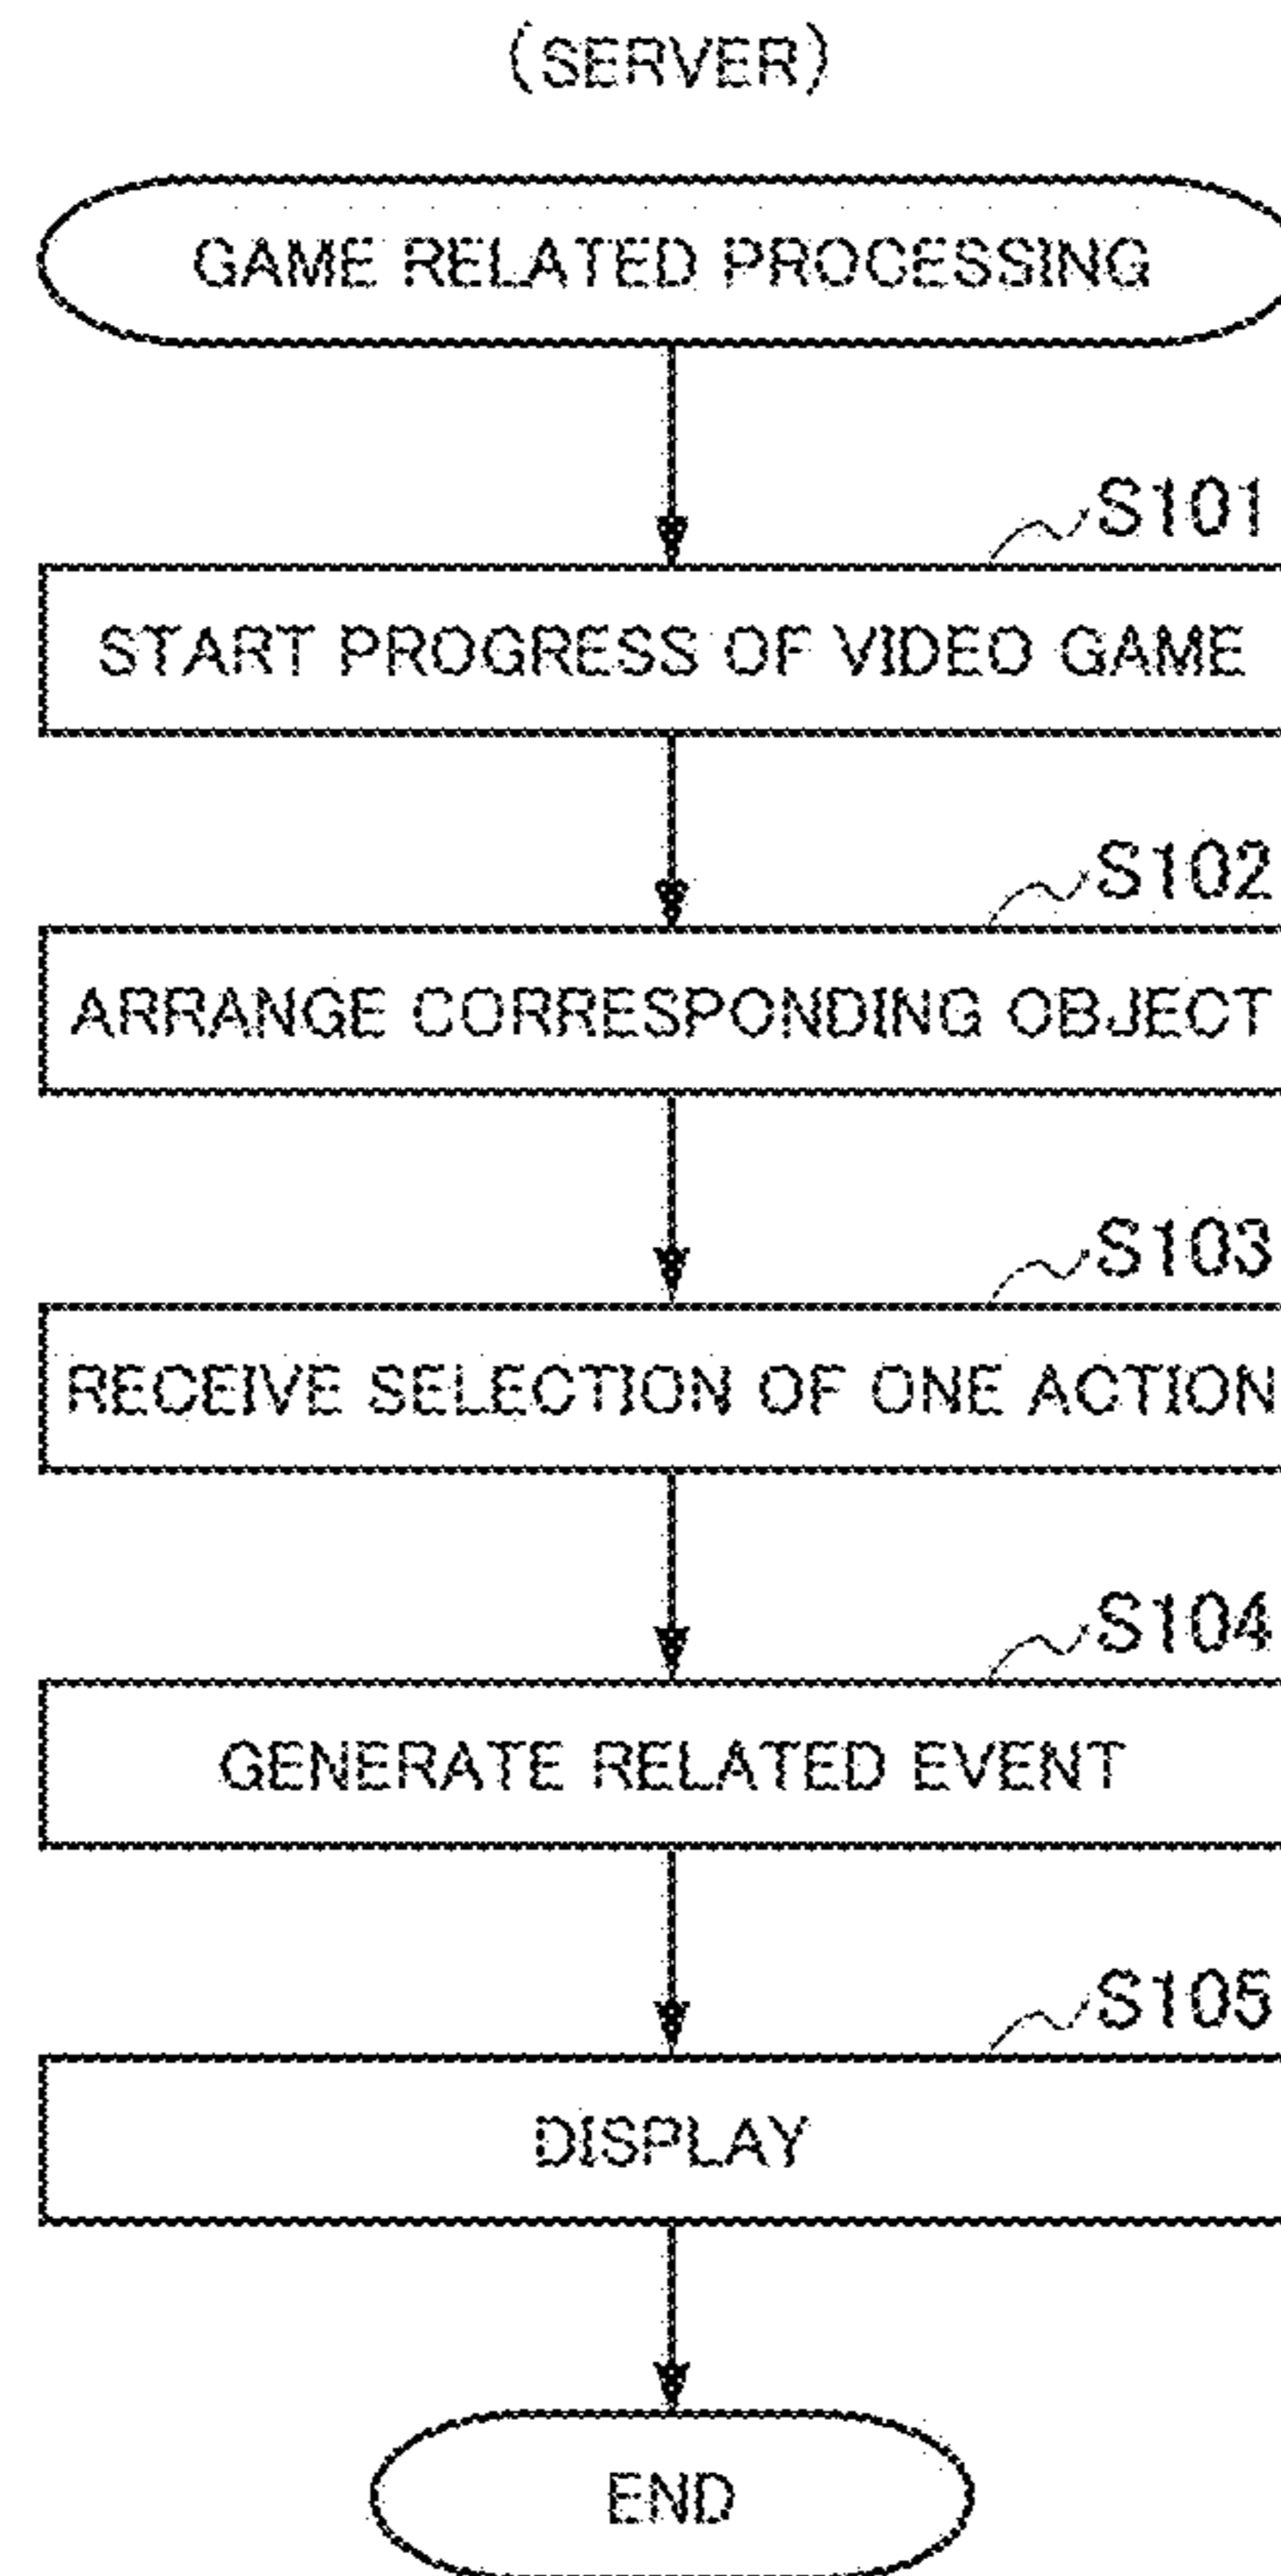 (SERVER)
GAME RELATED PROCESSING
S101
START PROGRESS OF VIDEO GAME
S102
ARRANGE CORRESPONDING OBJECT
S103
RECEIVE SELECTION OF ONE ACTION
S104
GENERATE RELATED EVENT
S105
DISPLAY
END